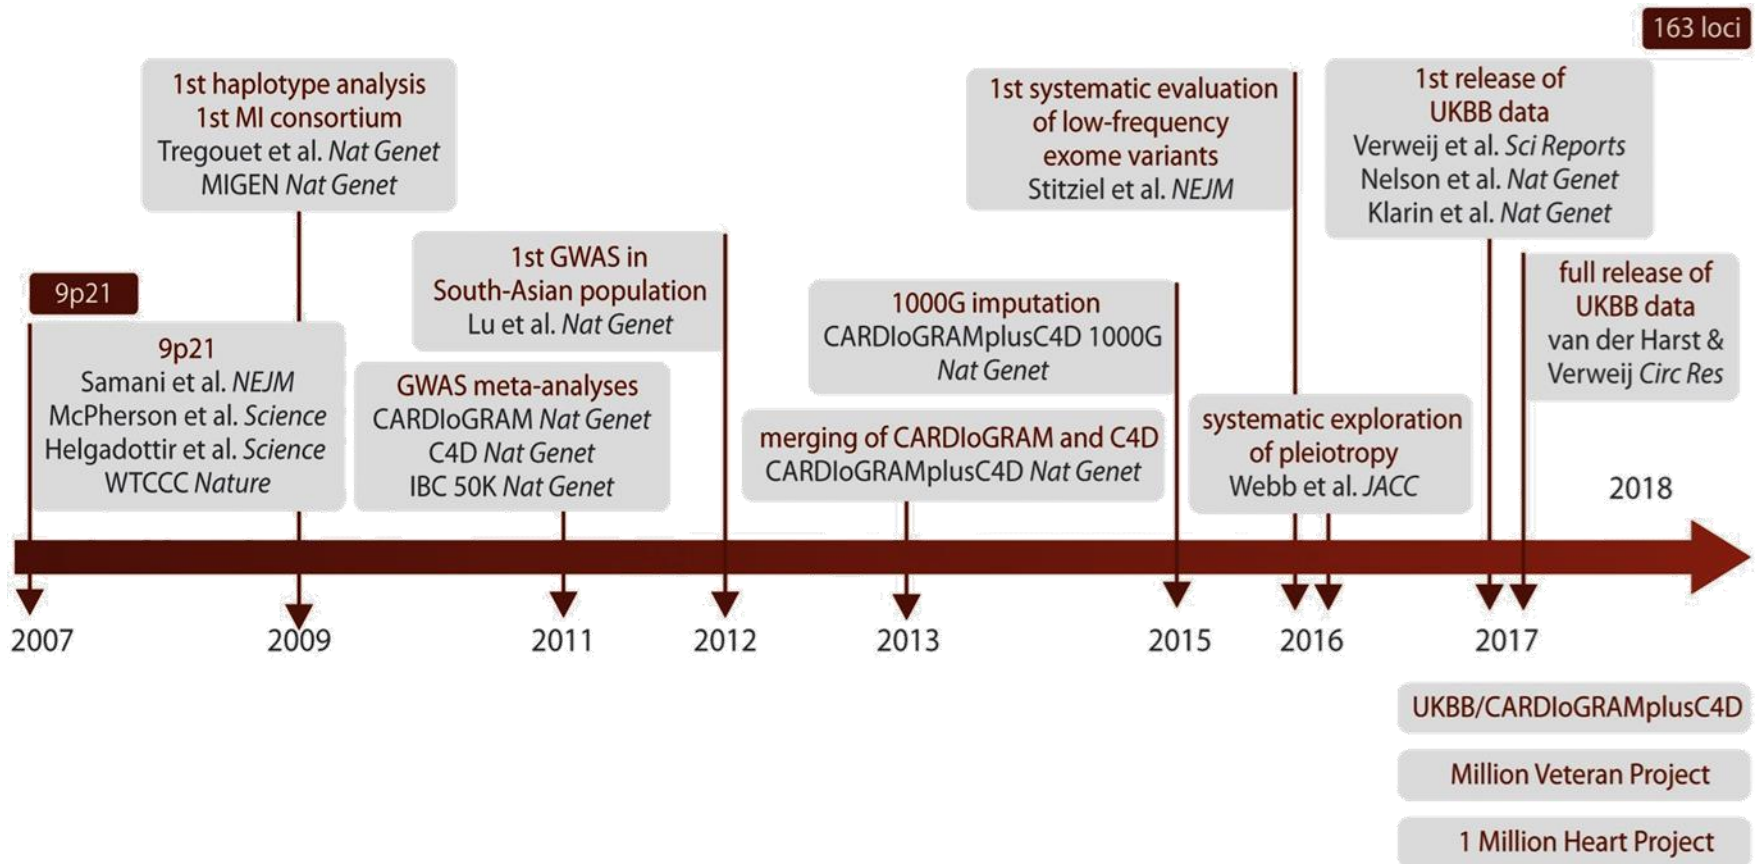 163 loci
1st haplotype analysis
1st MI consortium
Tregouet et al. Nat Genet
MIGEN Nat Genet
1st systematic evaluation
of low-frequency
exome variants
Stitziel et al. NEJM
1st release of
UKBB data
Verweij et al. Sci Reports
Nelson et al. Nat Genet
Klarin et al. Nat Genet
9p21
1st GWAS in
South-Asian population
Lu et al. Nat Genet
1000G imputation
CARDIoGRAMplusC4D 1000G
Nat Genet
full release of
UKBB data
van der Harst &
Verweij Circ Res
9p21
Samani et al. NEJM
McPherson et al. Science
Helgadottir et al. Science
WTCCC Nature
GWAS meta-analyses
CARDIoGRAM Nat Genet
C4D Nat Genet
IBC 50K Nat Genet
merging of CARDIoGRAM and C4D
CARDIoGRAMplusC4D Nat Genet
systematic exploration
of pleiotropy
Webb et al. JACC
2018
2007
2009
2011
2012
2013
2015
2016
2017
UKBB/CARDIoGRAMplusC4D
Million Veteran Project
1 Million Heart Project